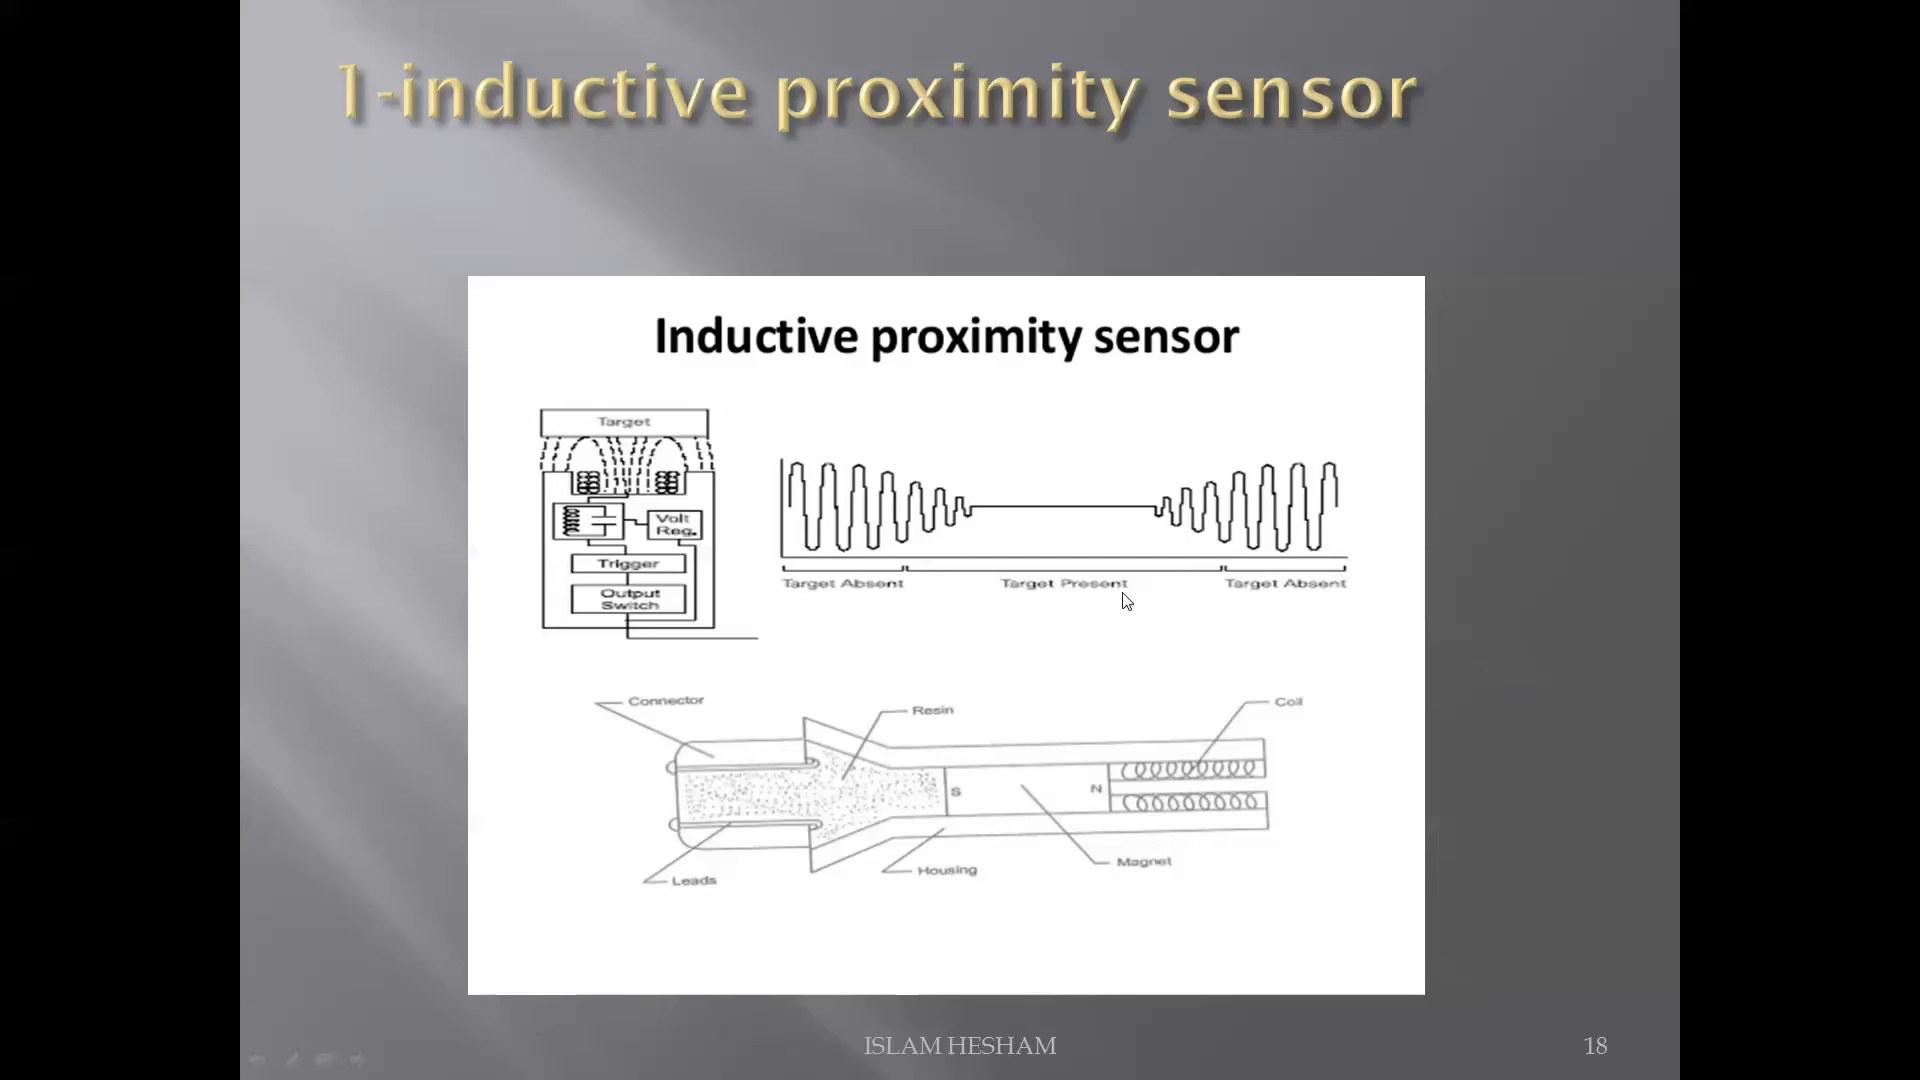 1-inductive proximity sensor
Inductive proximity sensor
Target
Volt
Reg.
Trigger
Output
Switch
Target Absent
Target Present
Target Absent
Connector
Resin
Coil
S
N
Leads
Housing
Magnet
ISLAM HESHAM
18